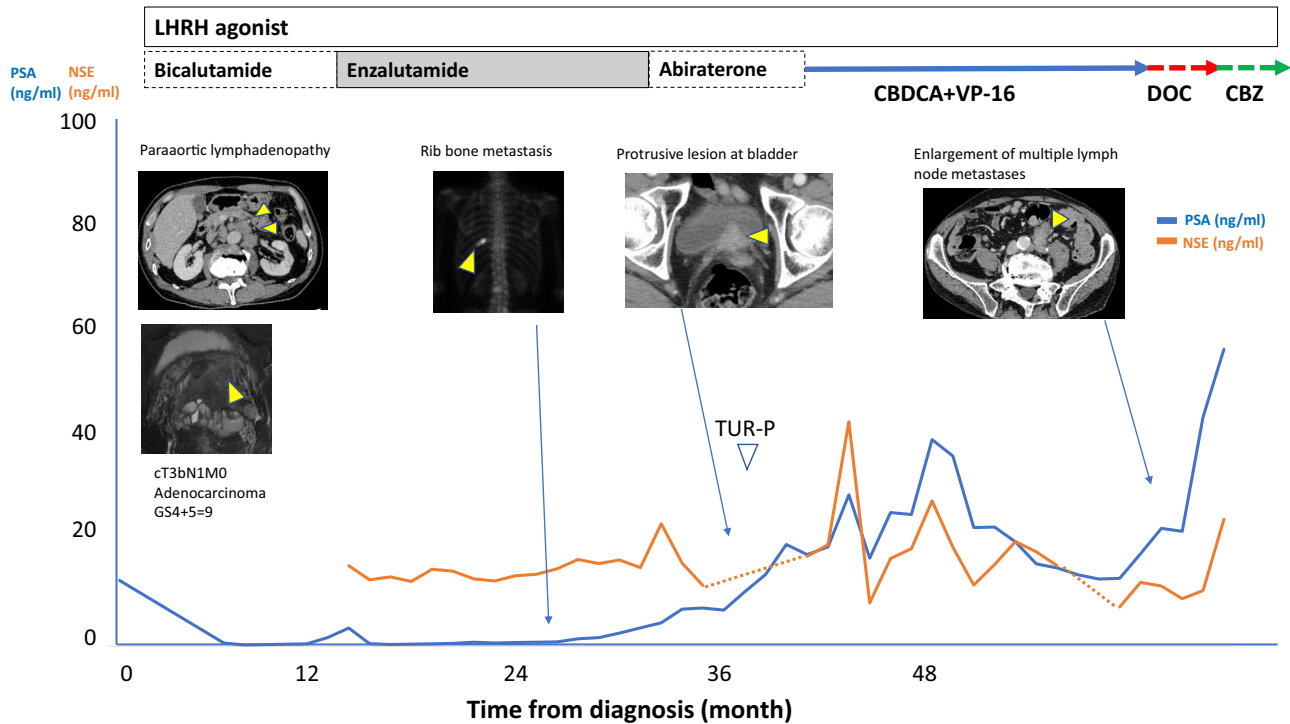 LHRH agonist
Bicalutamide
Enzalutamide
Abiraterone
CBDCA+VP-16
DOC
CBZ
PSA
(ng/ml)
NSE
(ng/ml)
100
80
60
40
20
0
Paraaortic lymphadenopathy
Rib bone metastasis
Protrusive lesion at bladder
Enlargement of multiple lymph
node metastases
PSA (ng/ml)
NSE (ng/ml)
cT3bN1M0
Adenocarcinoma
GS4+5=9
TUR-P
0
12
24
36
48
Time from diagnosis (month)